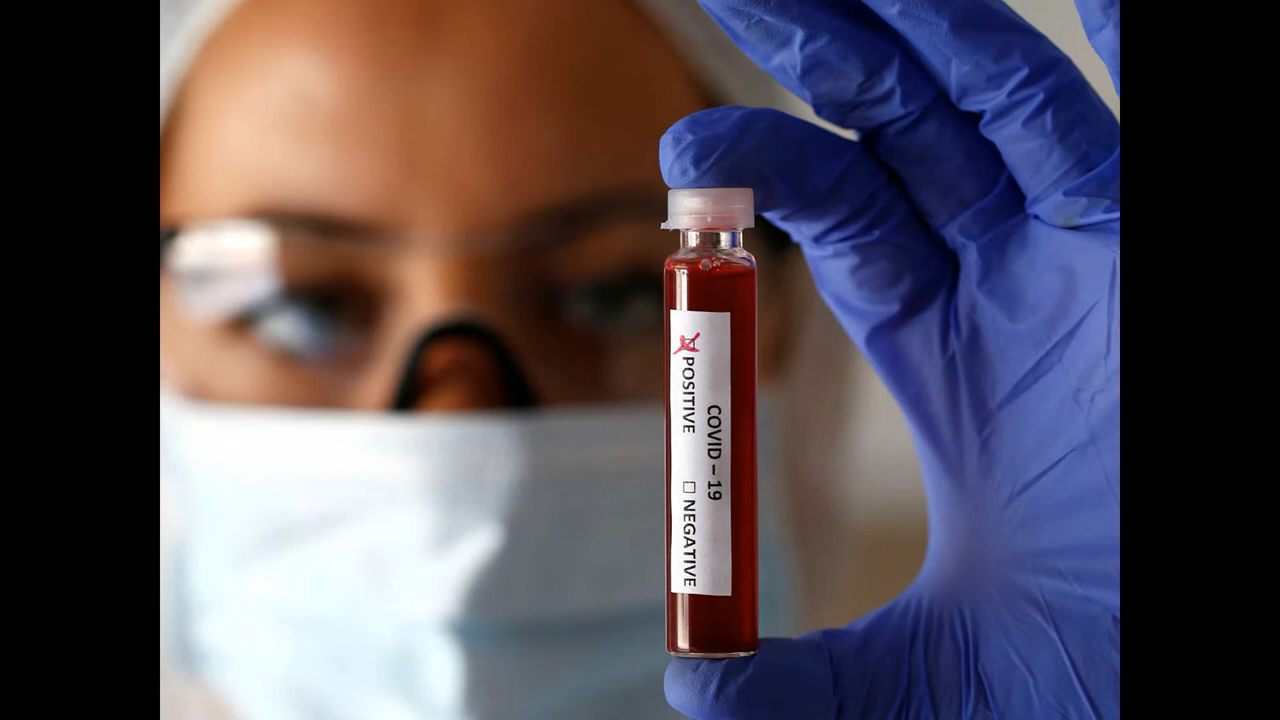 COVID – 19
POSITIVE ☐ NEGATIVE